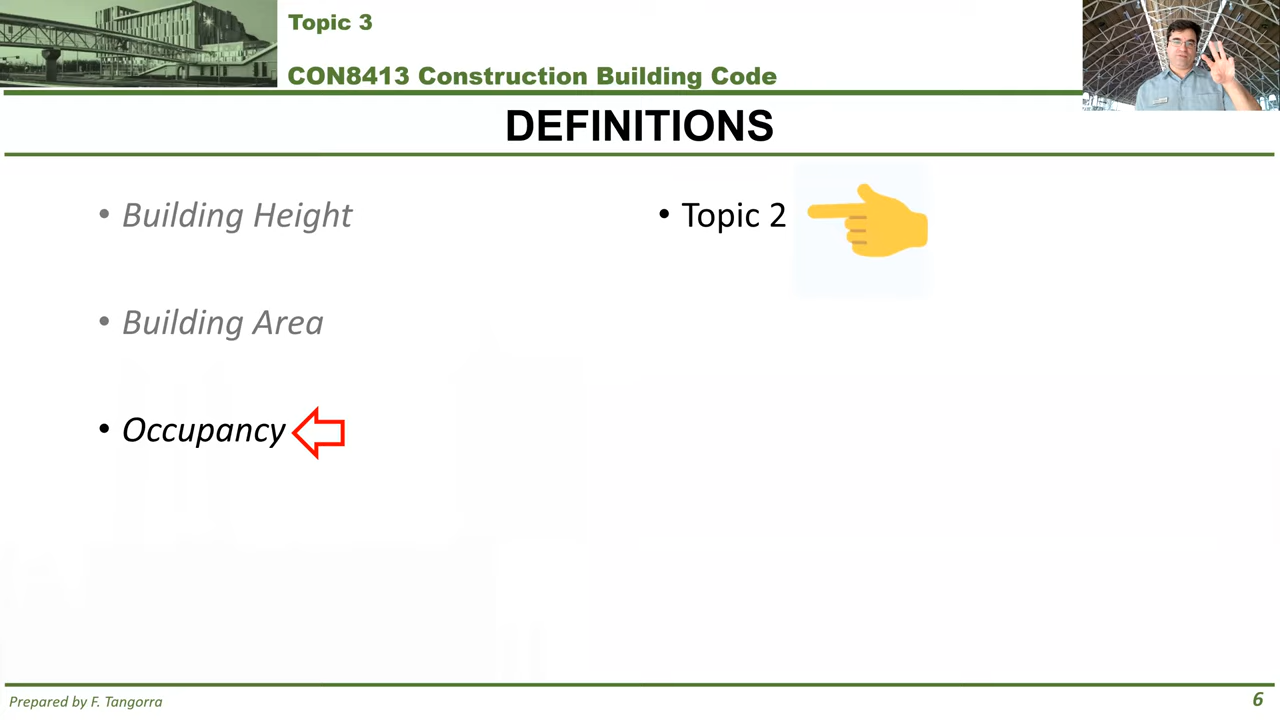 Topic 3
CON8413 Construction Building Code
DEFINITIONS
• Building Height
• Building Area
• Occupancy
• Topic 2
Prepared by F. Tangorra
6